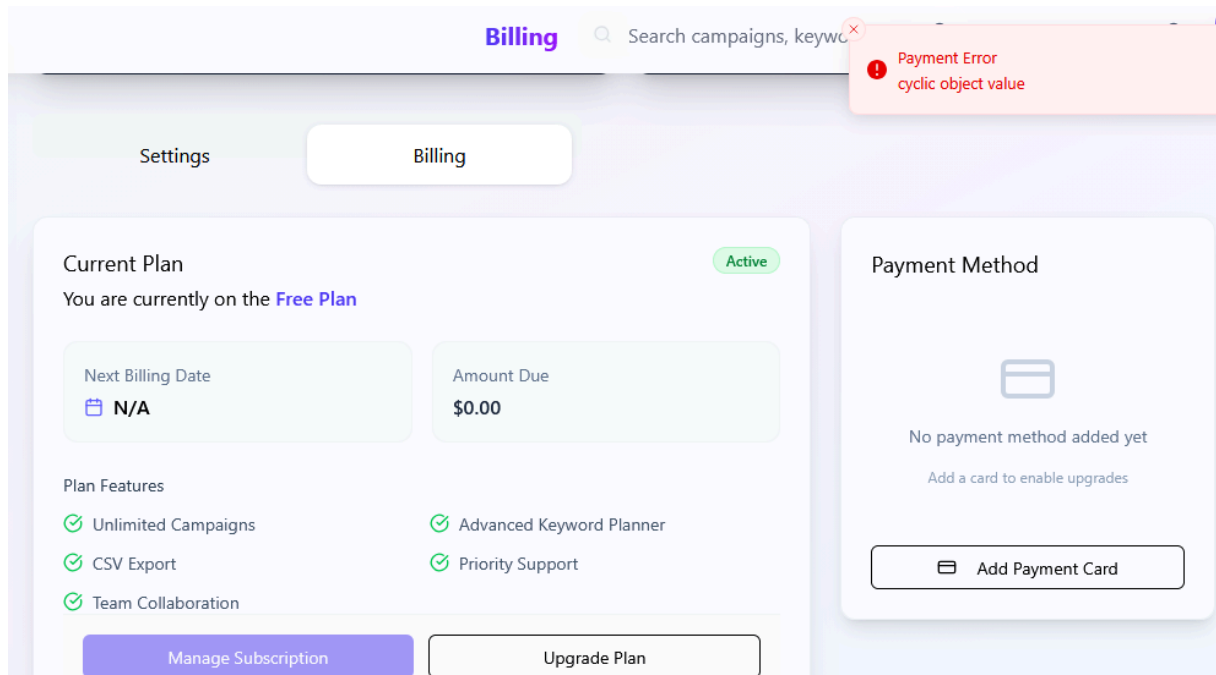 Billing
Search campaigns, keywo
Payment Error
cyclic object value
Settings
Billing
Current Plan
Active
You are currently on the Free Plan
Next Billing Date
N/A
Amount Due
$0.00
Plan Features
Unlimited Campaigns
Advanced Keyword Planner
CSV Export
Priority Support
Team Collaboration
Manage Subscription
Upgrade Plan
Payment Method
No payment method added yet
Add a card to enable upgrades
Add Payment Card